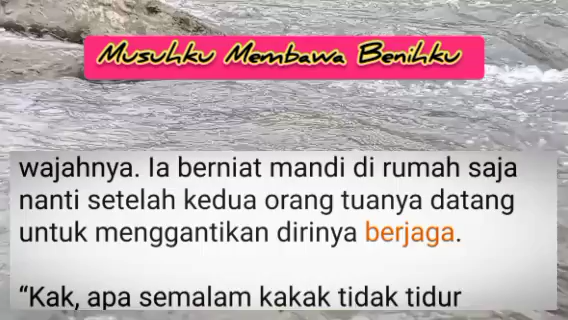 Musuhku Membawa Benihku
wajahnya. Ia berniat mandi di rumah saja
nanti setelah kedua orang tuanya datang
untuk menggantikan dirinya berjaga.
“Kak, apa semalam kakak tidak tidur